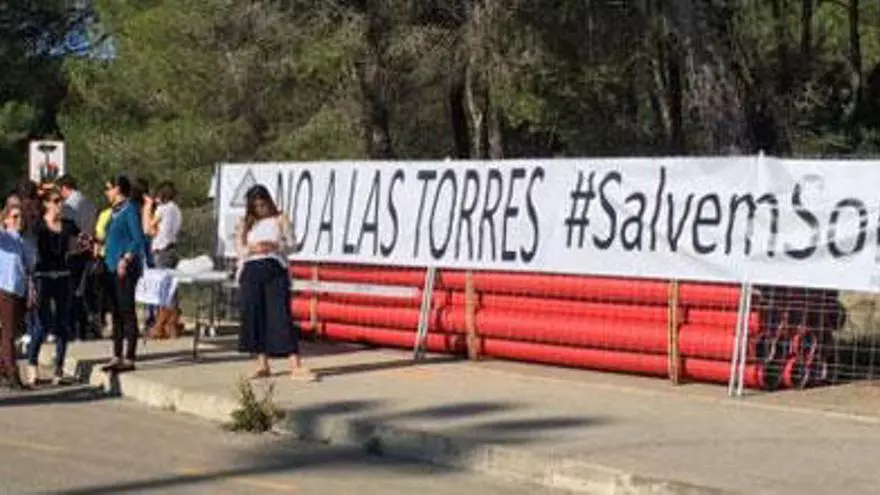 NO A LAS TORRES #SalvemSo